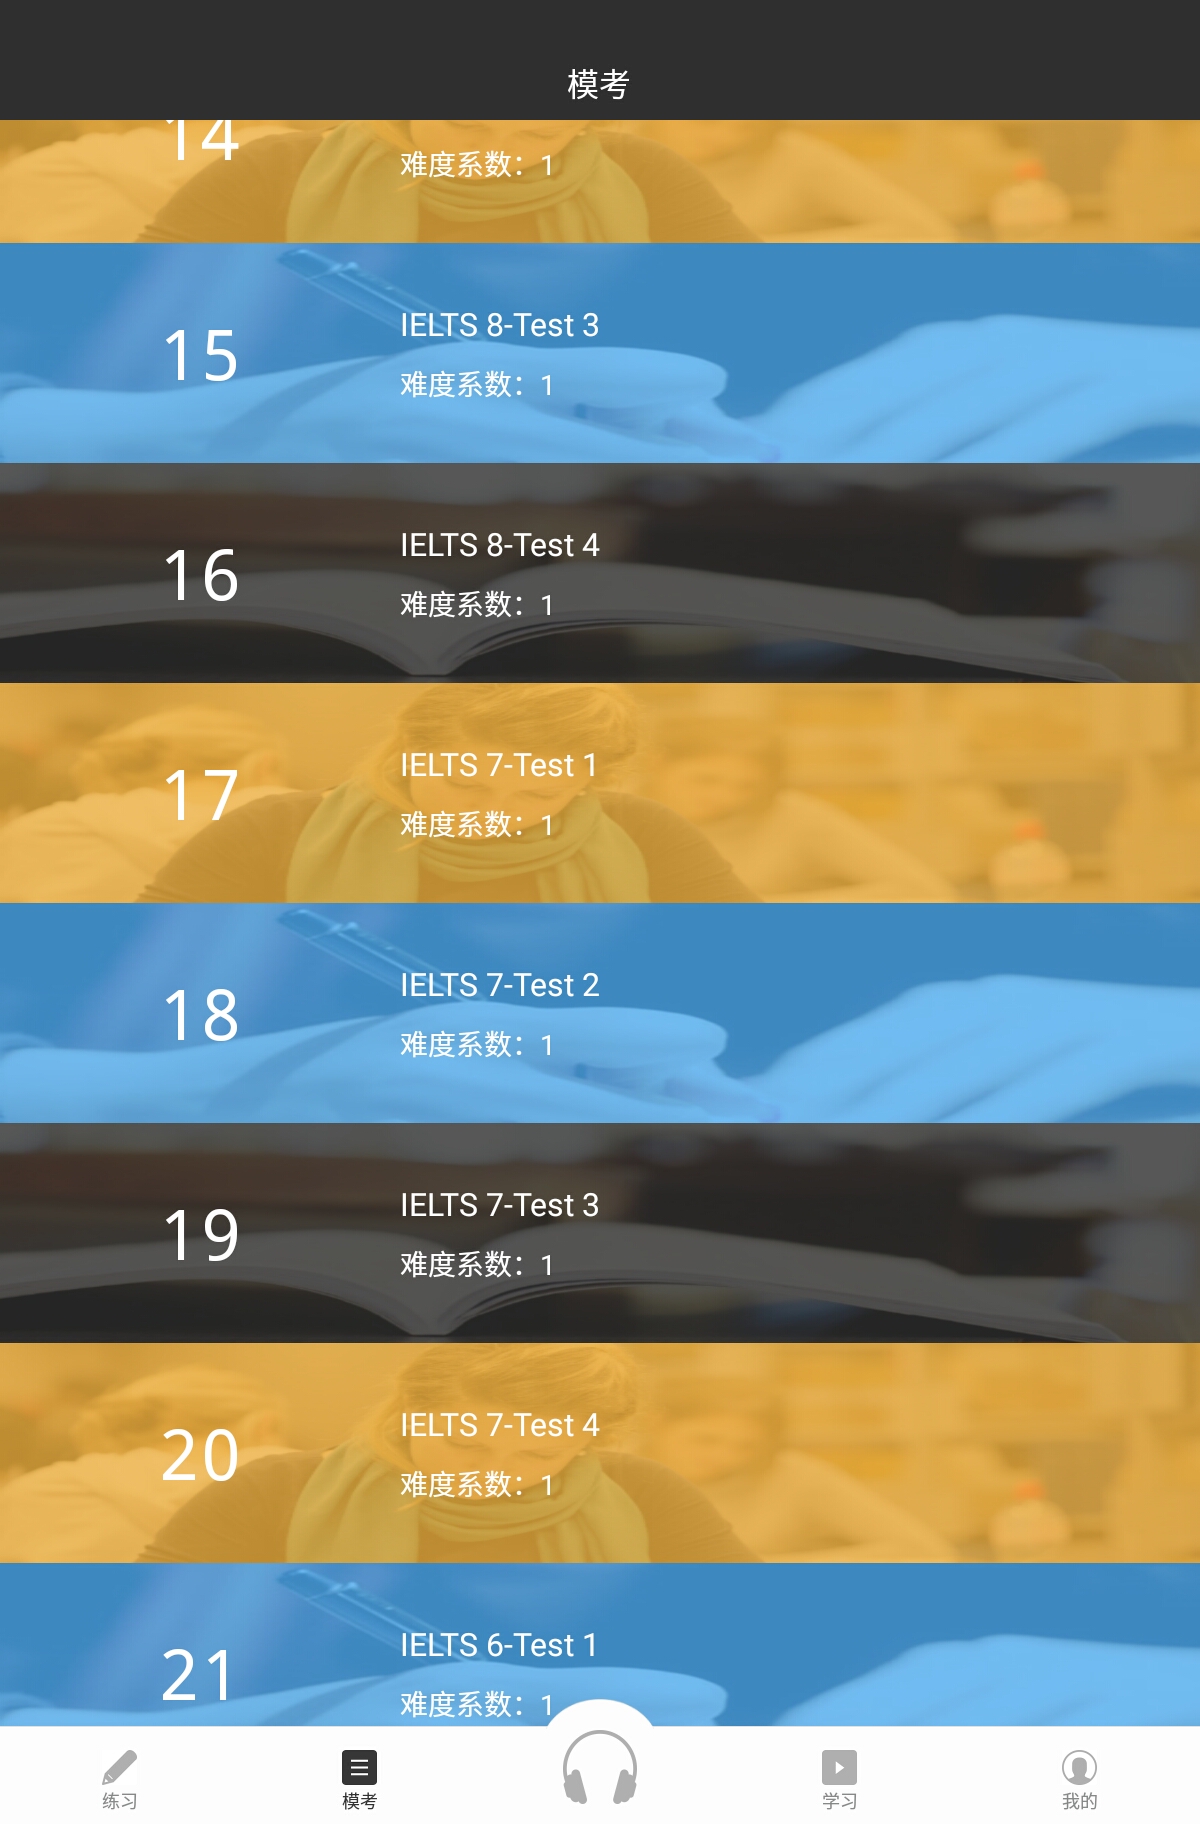 模考
14
难度系数：1
15
IELTS 8-Test 3
难度系数：1
16
IELTS 8-Test 4
难度系数：1
17
IELTS 7-Test 1
难度系数：1
18
IELTS 7-Test 2
难度系数：1
19
IELTS 7-Test 3
难度系数：1
20
IELTS 7-Test 4
难度系数：1
21
IELTS 6-Test 1
难度系数：1
练习
模考
学习
我的